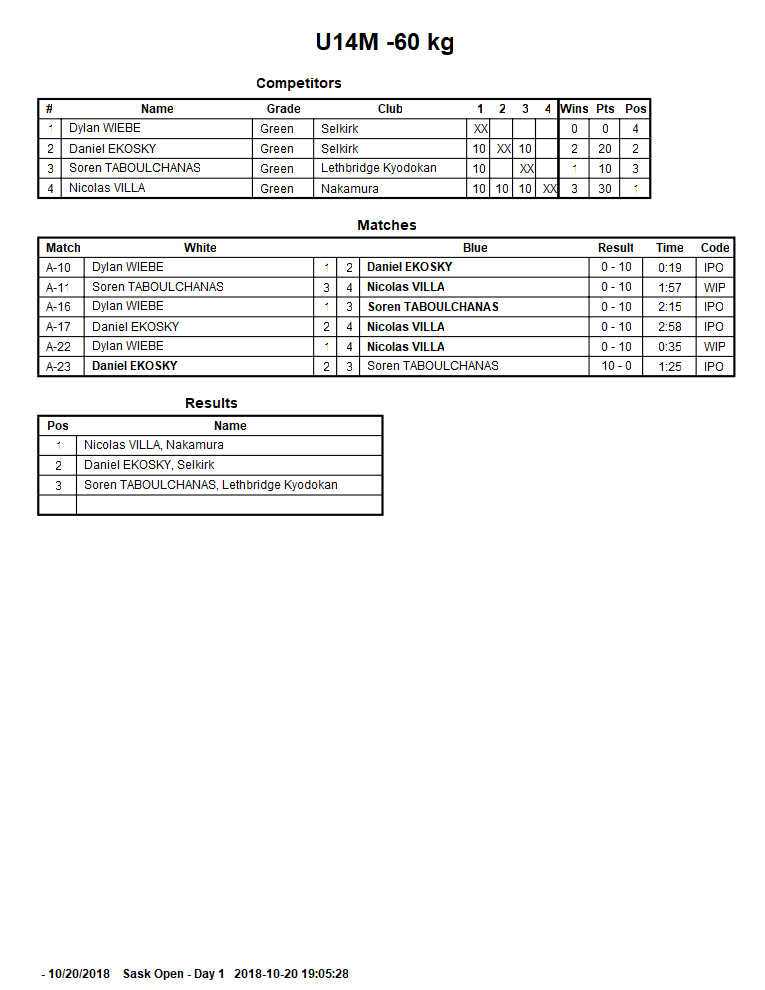 U14M -60 kg
Competitors
# Name Grade Club 1 2 3 4 Wins Pts Pos
1 Dylan WIEBE Green Selkirk XX 0 0 4
2 Daniel EKOSKY Green Selkirk 10 XX 10 2 20 2
3 Soren TABOULCHANAS Green Lethbridge Kyodokan 10 XX 1 10 3
4 Nicolas VILLA Green Nakamura 10 10 10 XX 3 30 1
Matches
Match White Blue Result Time Code
A-10 Dylan WIEBE 1 2 Daniel EKOSKY 0 - 10 0:19 IPO
A-11 Soren TABOULCHANAS 3 4 Nicolas VILLA 0 - 10 1:57 WIP
A-16 Dylan WIEBE 1 3 Soren TABOULCHANAS 0 - 10 2:15 IPO
A-17 Daniel EKOSKY 2 4 Nicolas VILLA 0 - 10 2:58 IPO
A-22 Dylan WIEBE 1 4 Nicolas VILLA 0 - 10 0:35 WIP
A-23 Daniel EKOSKY 2 3 Soren TABOULCHANAS 10 - 0 1:25 IPO
Results
Pos Name
1 Nicolas VILLA, Nakamura
2 Daniel EKOSKY, Selkirk
3 Soren TABOULCHANAS, Lethbridge Kyodokan
- 10/20/2018 Sask Open - Day 1 2018-10-20 19:05:28